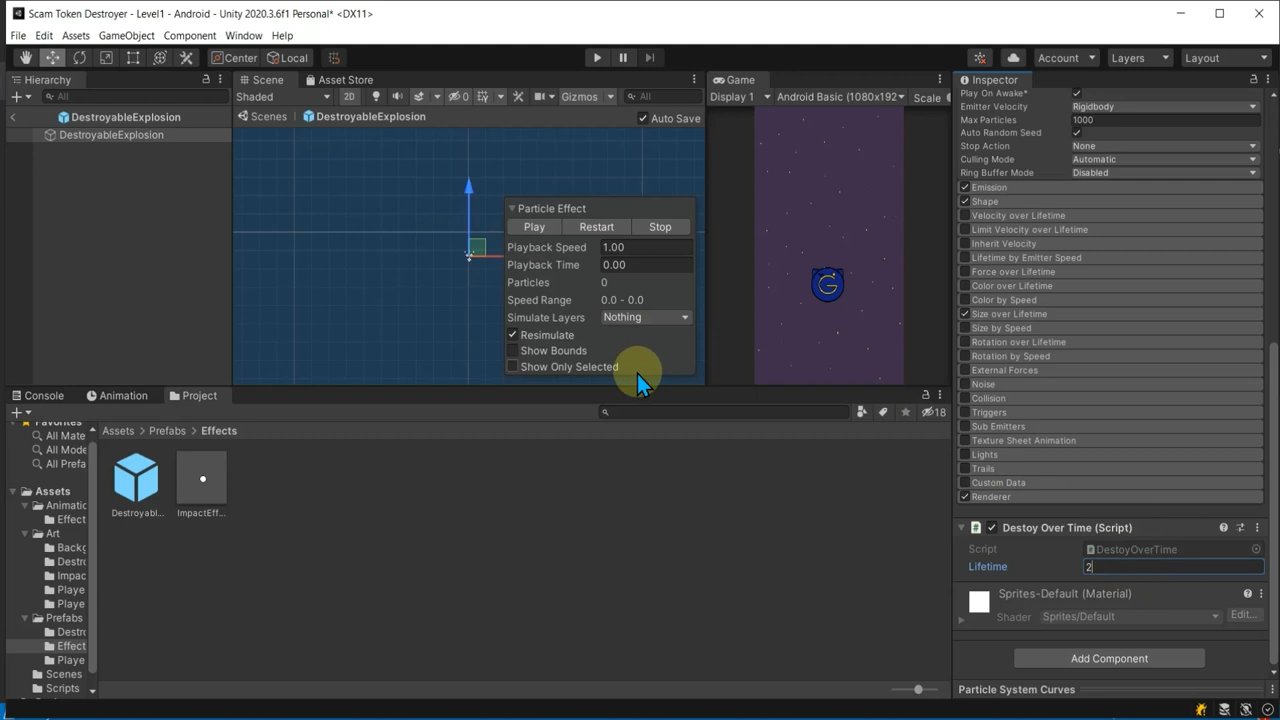 Scam Token Destroyer - Level1 - Android - Unity 2020.3.6f1 Personal* <DX11>
File Edit Assets GameObject Component Window Help
Center Local Account Layers Layout
Hierarchy
All
DestroyableExplosion
DestroyableExplosion
Scene Asset Store
Shaded 2D 0 Gizmos All
Scenes DestroyableExplosion Auto Save
Particle Effect
Play Restart Stop
Playback Speed 1.00
Playback Time 0.00
Particles 0
Speed Range 0.0 - 0.0
Simulate Layers Nothing
Resimulate
Show Bounds
Show Only Selected
Game
Display 1 Android Basic (1080x192 Scale
G
Console Animation Project
18
Favorites
All Mate
All Mode
All Prefa
Assets
Animatic
Effect
Art
Backg
Destro
Impac
Playe
Playe
Prefabs
Destro
Effect
Playe
Scenes
Scripts
Assets Prefabs Effects
Destroyabl... ImpactEff...
Inspector
Play On Awake*
Emitter Velocity Rigidbody
Max Particles 1000
Auto Random Seed
Stop Action None
Culling Mode Automatic
Ring Buffer Mode Disabled
Emission
Shape
Velocity over Lifetime
Limit Velocity over Lifetime
Inherit Velocity
Lifetime by Emitter Speed
Force over Lifetime
Color over Lifetime
Color by Speed
Size over Lifetime
Size by Speed
Rotation over Lifetime
Rotation by Speed
External Forces
Noise
Collision
Triggers
Sub Emitters
Texture Sheet Animation
Lights
Trails
Custom Data
Renderer
Destoy Over Time (Script)
Script DestoyOverTime
Lifetime 2
Sprites-Default (Material)
Shader Sprites/Default Edit...
Add Component
Particle System Curves